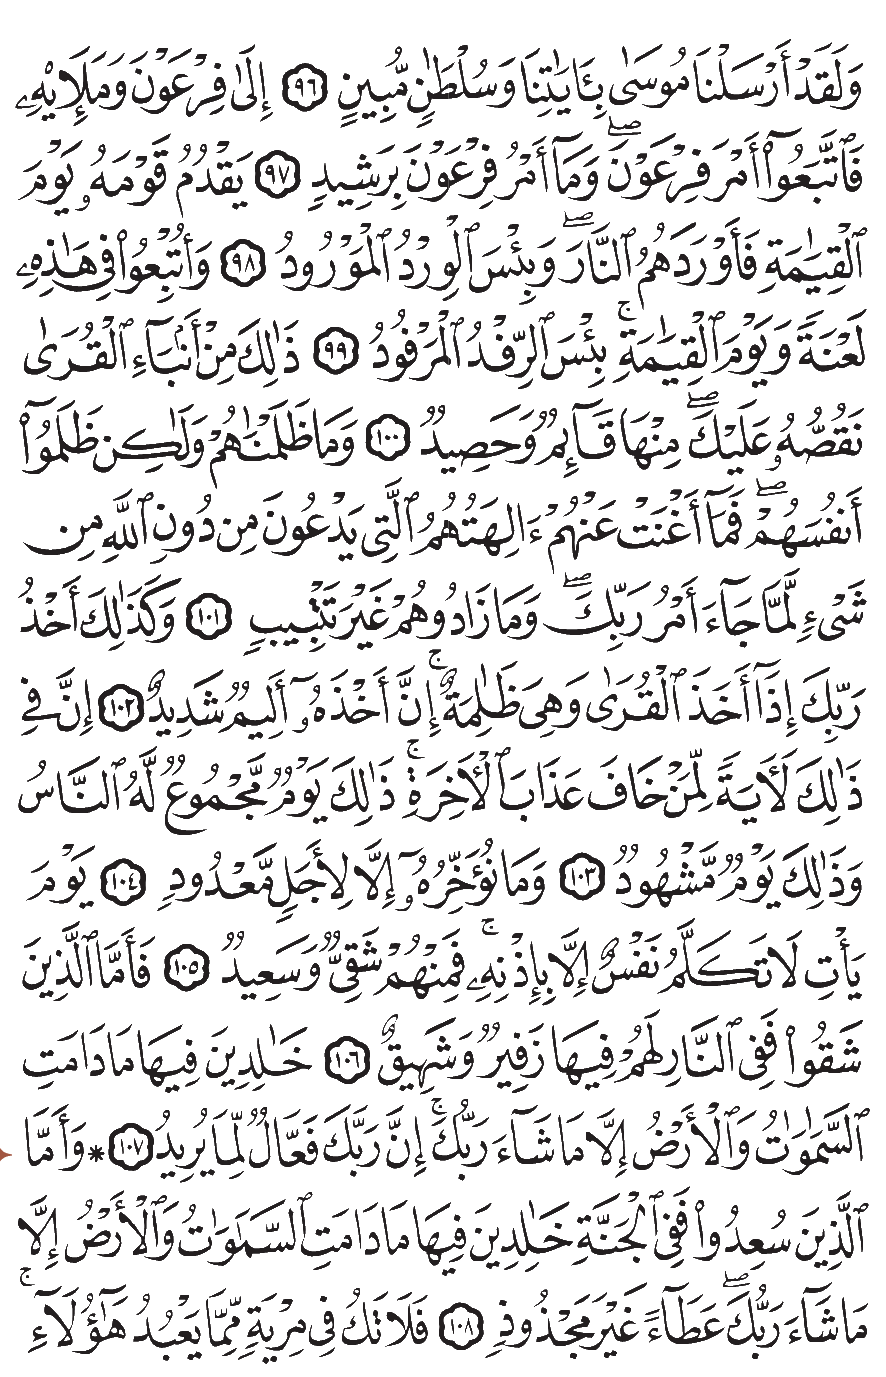 وَلَقَدْ أَرْسَلْنَا مُوسَىٰ بِـَٔايَٰتِنَا وَسُلْطَٰنٍ مُّبِينٍ ٩٦ إِلَىٰ فِرْعَوْنَ وَمَلَإِيْهِۦ
فَٱتَّبَعُوٓا۟ أَمْرَ فِرْعَوْنَ ۖ وَمَآ أَمْرُ فِرْعَوْنَ بِرَشِيدٍ ٩٧ يَقْدُمُ قَوْمَهُۥ يَوْمَ
ٱلْقِيَٰمَةِ فَأَوْرَدَهُمُ ٱلنَّارَ ۖ وَبِئْسَ ٱلْوِرْدُ ٱلْمَوْرُودُ ٩٨ وَأُتْبِعُوا۟ فِى هَٰذِهِۦ
لَعْنَةً وَيَوْمَ ٱلْقِيَٰمَةِ ۚ بِئْسَ ٱلرِّفْدُ ٱلْمَرْفُودُ ٩٩ ذَٰلِكَ مِنْ أَنۢبَآءِ ٱلْقُرَىٰ
نَقُصُّهُۥ عَلَيْكَ ۖ مِنْهَا قَآئِمٌ وَحَصِيدٌ ١٠٠ وَمَا ظَلَمْنَٰهُمْ وَلَٰكِن ظَلَمُوٓا۟
أَنفُسَهُمْ ۖ فَمَآ أَغْنَتْ عَنْهُمْ ءَالِهَتُهُمُ ٱلَّتِى يَدْعُونَ مِن دُونِ ٱللَّهِ مِن
شَىْءٍ لَّمَّا جَآءَ أَمْرُ رَبِّكَ ۖ وَمَا زَادُوهُمْ غَيْرَ تَتْبِيبٍ ١٠١ وَكَذَٰلِكَ أَخْذُ
رَبِّكَ إِذَآ أَخَذَ ٱلْقُرَىٰ وَهِىَ ظَٰلِمَةٌ ۚ إِنَّ أَخْذَهُۥٓ أَلِيمٌ شَدِيدٌ ١٠٢ إِنَّ فِى
ذَٰلِكَ لَءَايَةً لِّمَنْ خَافَ عَذَابَ ٱلْءَاخِرَةِ ۚ ذَٰلِكَ يَوْمٌ مَّجْمُوعٌ لَّهُ ٱلنَّاسُ
وَذَٰلِكَ يَوْمٌ مَّشْهُودٌ ١٠٣ وَمَا نُؤَخِّرُهُۥٓ إِلَّا لِأَجَلٍ مَّعْدُودٍ ١٠٤ يَوْمَ
يَأْتِ لَا تَكَلَّمُ نَفْسٌ إِلَّا بِإِذْنِهِۦ ۚ فَمِنْهُمْ شَقِىٌّ وَسَعِيدٌ ١٠٥ فَأَمَّا ٱلَّذِينَ
شَقُوا۟ فَفِى ٱلنَّارِ لَهُمْ فِيهَا زَفِيرٌ وَشَهِيقٌ ١٠٦ خَٰلِدِينَ فِيهَا مَا دَامَتِ
ٱلسَّمَٰوَٰتُ وَٱلْأَرْضُ إِلَّا مَا شَآءَ رَبُّكَ ۚ إِنَّ رَبَّكَ فَعَّالٌ لِّمَا يُرِيدُ ١٠٧ * وَأَمَّا
ٱلَّذِينَ سُعِدُوا۟ فَفِى ٱلْجَنَّةِ خَٰلِدِينَ فِيهَا مَا دَامَتِ ٱلسَّمَٰوَٰتُ وَٱلْأَرْضُ إِلَّا
مَا شَآءَ رَبُّكَ ۖ عَطَآءً غَيْرَ مَجْذُوذٍ ١٠٨ فَلَا تَكُ فِى مِرْيَةٍ مِّمَّا يَعْبُدُ هَٰٓؤُلَآءِ ۚ